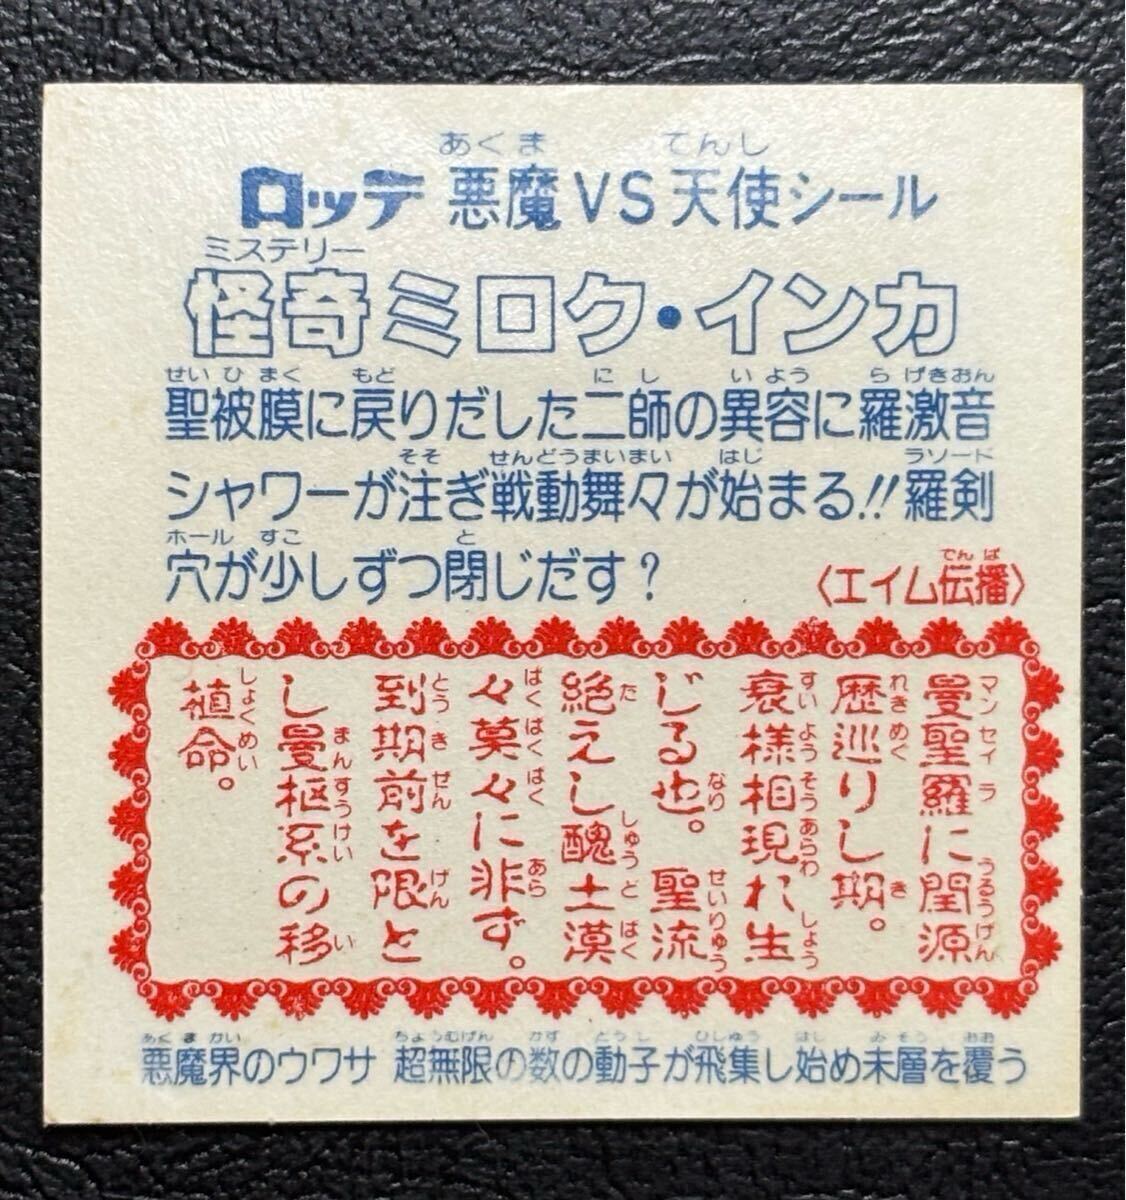 あくま てんし
ロッテ 悪魔VS天使シール
ミステリー
怪奇ミロク・インカ
せいひまく もど にし いよう らげきおん
聖被膜に戻りだした二師の異容に羅激音
そそ せんどうまいまい はじ ラソード
シャワーが注ぎ戦動舞々が始まる!!羅剣
ホール すこ と
穴が少しずつ閉じだす?
でんぱ
〈エイム伝播〉
マンセイラ うるうげん
曼聖羅に閏源
れきめぐ き
歴巡りし期。
すいようそうあらわ しょう
衰様相現れ生
なり せいりゅう
じる也。聖流
た しゅうとばく
絶えし醜土漠
ばくばくばく あら
々莫々に非ず。
とうきせん げん
到期前を限と
まんすうけい い
し曼枢系の移
しょくめい
植命。
あくまかい ちょうむげん かず どうし ひしゅう はじ みそう おお
悪魔界のウワサ 超無限の数の動子が飛集し始め未層を覆う